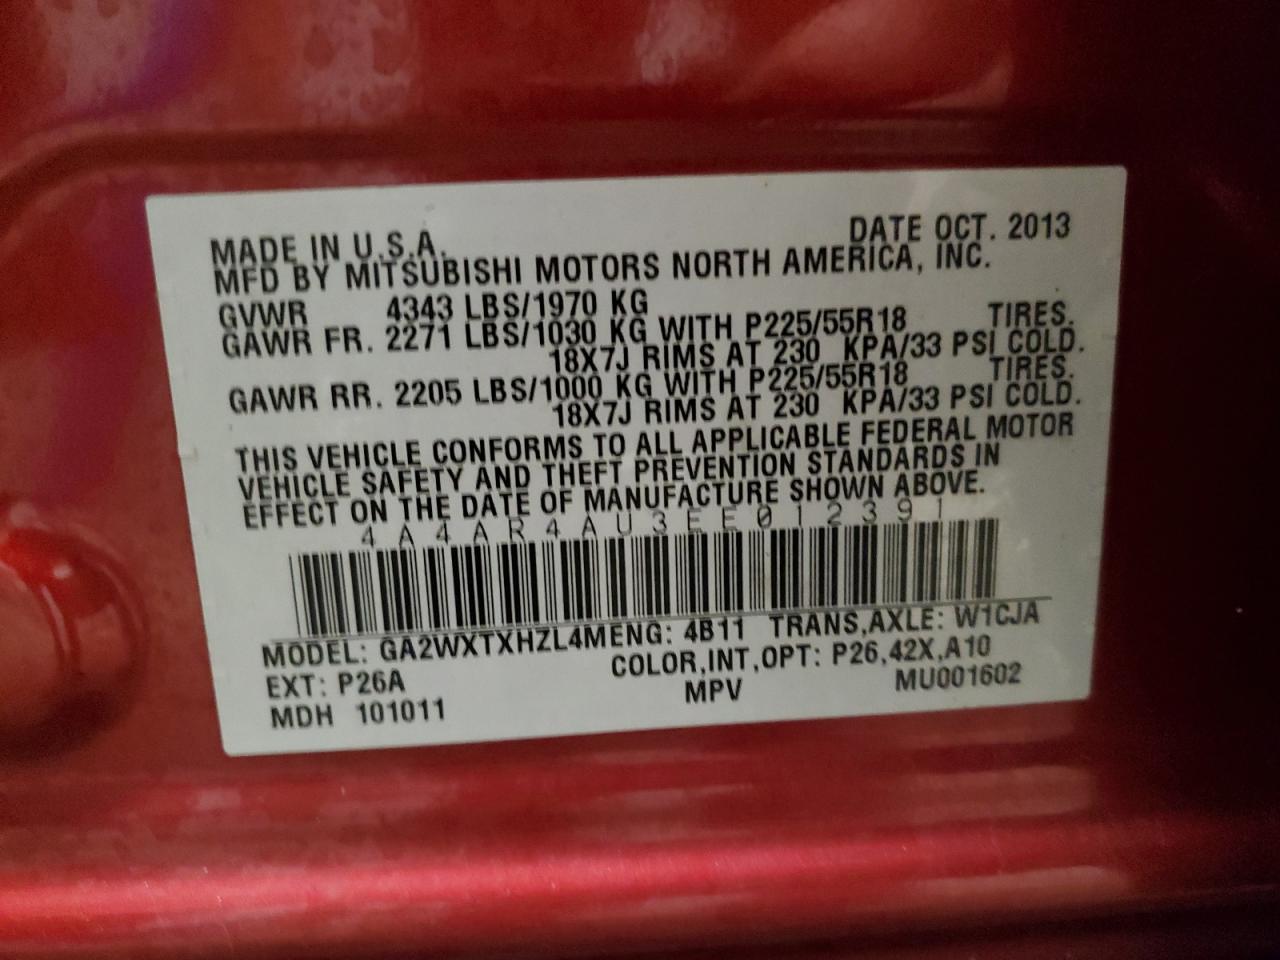 MADE IN U.S.A. DATE OCT. 2013
MFD BY MITSUBISHI MOTORS NORTH AMERICA, INC.
GVWR 4343 LBS/1970 KG
GAWR FR. 2271 LBS/1030 KG WITH P225/55R18 TIRES.
18X7J RIMS AT 230 KPA/33 PSI COLD.
GAWR RR. 2205 LBS/1000 KG WITH P225/55R18 TIRES.
18X7J RIMS AT 230 KPA/33 PSI COLD.
THIS VEHICLE CONFORMS TO ALL APPLICABLE FEDERAL MOTOR
VEHICLE SAFETY AND THEFT PREVENTION STANDARDS IN
EFFECT ON THE DATE OF MANUFACTURE SHOWN ABOVE.
4A4AR4AU3EE012391
MODEL: GA2WXTXHZL4MENG: 4B11 TRANS,AXLE: W1CJA
EXT: P26A COLOR,INT,OPT: P26,42X,A10
MDH 101011 MPV MU001602